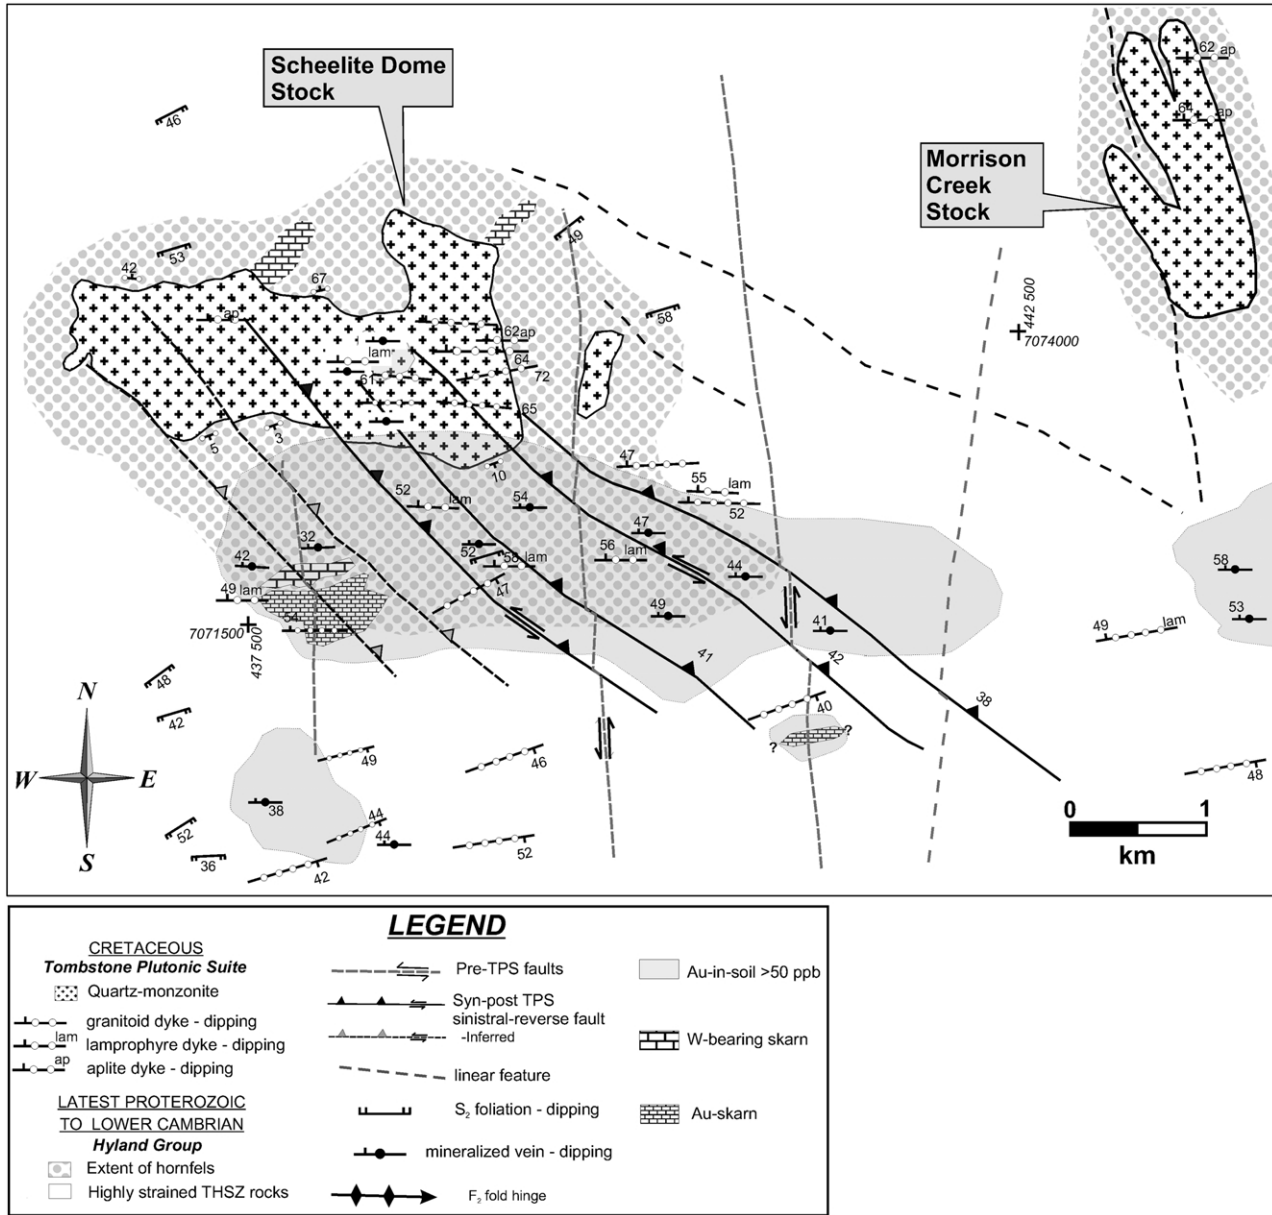 Scheelite Dome
Stock
Morrison
Creek
Stock
62 ap
64 ap
46
53
42
67
49
58
442 500
7074000
ap
lam
61
62ap
64
72
65
5
3
10
47
55 lam
52
52 lam
54
47
56 lam
44
52
58 lam
47
32
42
49 lam
54
7071500
437 500
49
41
41
42
38
40
? ?
58
53
49 lam
48
48
42
N
W E
S
49
46
38
44
44
52
52
36
42
0 1
km
LEGEND
CRETACEOUS
Tombstone Plutonic Suite
Quartz-monzonite
granitoid dyke - dipping
lam lamprophyre dyke - dipping
ap aplite dyke - dipping
LATEST PROTEROZOIC
TO LOWER CAMBRIAN
Hyland Group
Extent of hornfels
Highly strained THSZ rocks
Pre-TPS faults
Syn-post TPS
sinistral-reverse fault
-Inferred
linear feature
S2 foliation - dipping
mineralized vein - dipping
F2 fold hinge
Au-in-soil >50 ppb
W-bearing skarn
Au-skarn